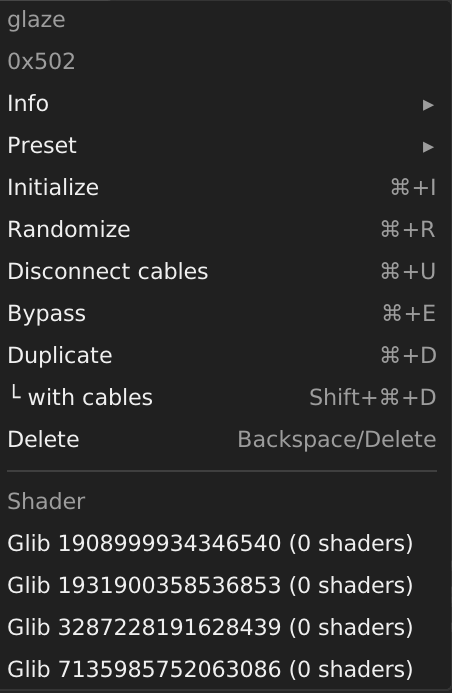 glaze
0x502
Info ▸
Preset ▸
Initialize ⌘+I
Randomize ⌘+R
Disconnect cables ⌘+U
Bypass ⌘+E
Duplicate ⌘+D
└ with cables Shift+⌘+D
Delete Backspace/Delete
Shader
Glib 1908999934346540 (0 shaders)
Glib 1931900358536853 (0 shaders)
Glib 3287228191628439 (0 shaders)
Glib 7135985752063086 (0 shaders)